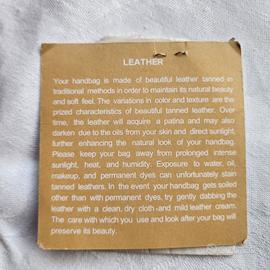 LEATHER
Your handbag is made of beautiful leather tanned in
traditional methods in order to maintain its natural beauty
and soft feel. The variations in color and texture are the
prized characteristics of beautiful tanned leather. Over
time, the leather will acquire a patina and may also
darken due to the oils from your skin and direct sunlight,
further enhancing the natural look of your handbag.
Please keep your bag away from prolonged intense
sunlight, heat, and humidity. Exposure to water, oil,
makeup, and permanent dyes can unfortunately stain
tanned leathers. In the event your handbag gets soiled
other than with permanent dyes, try gently dabbing the
leather with a clean, dry cloth and mild leather cream.
The care with which you use and look after your bag will
preserve its beauty.